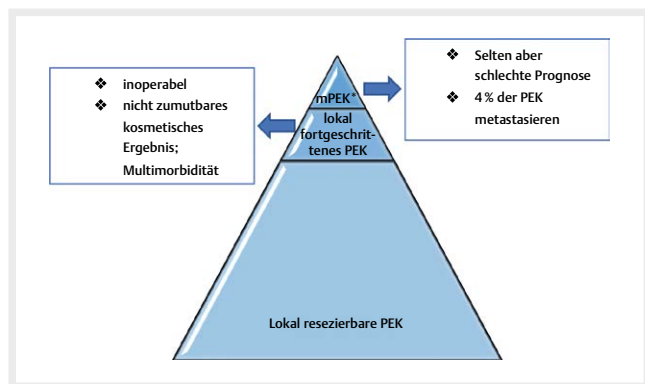 ❖ inoperabel
❖ nicht zumutbares
kosmetisches
Ergebnis;
Multimorbidität
mPEK*
lokal
fortgeschrit-
tenes PEK
❖ Selten aber
schlechte Prognose
❖ 4 % der PEK
metastasieren
Lokal resezierbare PEK